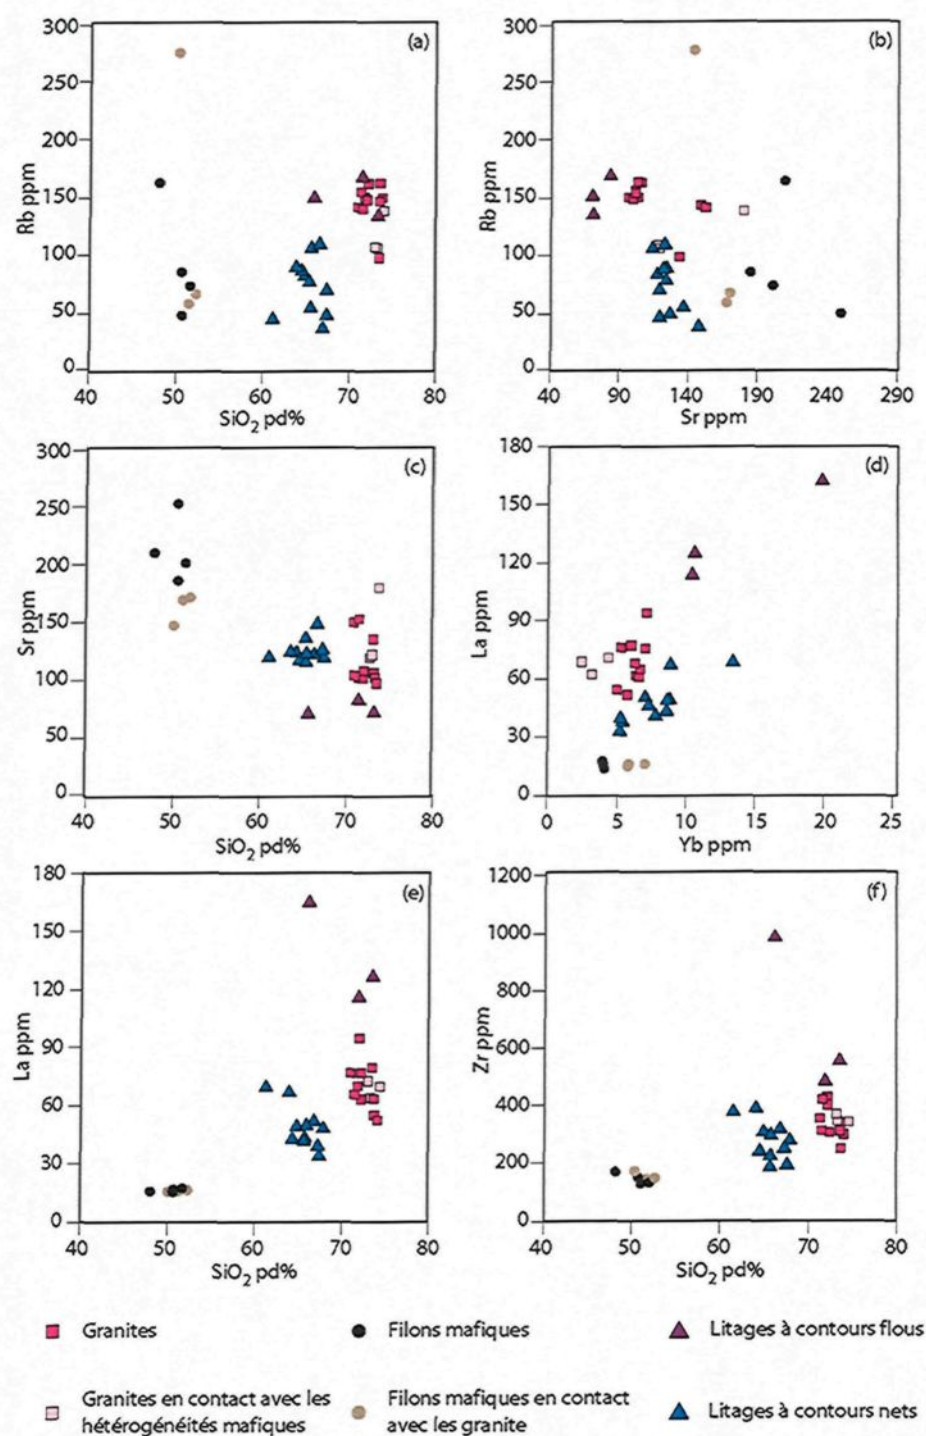 300
250
200
150
100
50
0
Rb ppm
(a)
40 50 60 70 80
SiO2 pd%
300
250
200
150
100
50
0
Rb ppm
(b)
40 90 140 190 240 290
Sr ppm
300
250
200
150
100
50
0
Sr ppm
(c)
40 50 60 70 80
SiO2 pd%
180
150
120
90
60
30
0
La ppm
(d)
0 5 10 15 20 25
Yb ppm
180
150
120
90
60
30
0
La ppm
(e)
40 50 60 70 80
SiO2 pd%
1200
1000
800
600
400
200
0
Zr ppm
(f)
40 50 60 70 80
SiO2 pd%
Granites
Filons mafiques
Litages à contours flous
Granites en contact avec les
hétérogénéités mafiques
Filons mafiques en contact
avec les granite
Litages à contours nets